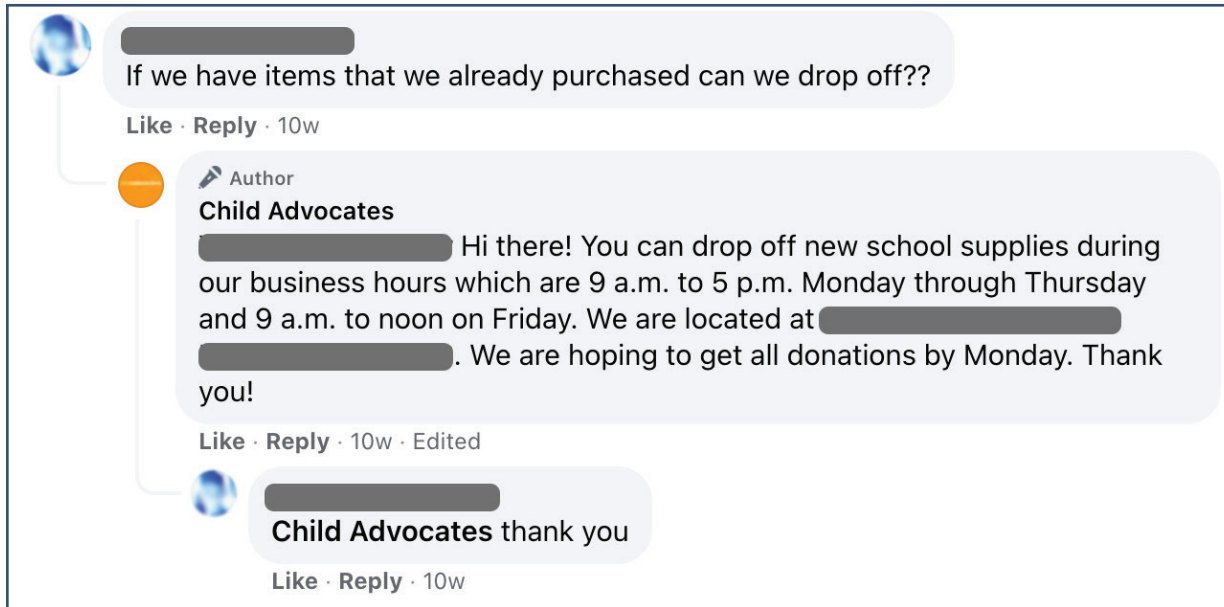 If we have items that we already purchased can we drop off??
Like · Reply · 10w
Author
Child Advocates
Hi there! You can drop off new school supplies during
our business hours which are 9 a.m. to 5 p.m. Monday through Thursday
and 9 a.m. to noon on Friday. We are located at
. We are hoping to get all donations by Monday. Thank
you!
Like · Reply · 10w · Edited
Child Advocates thank you
Like · Reply · 10w